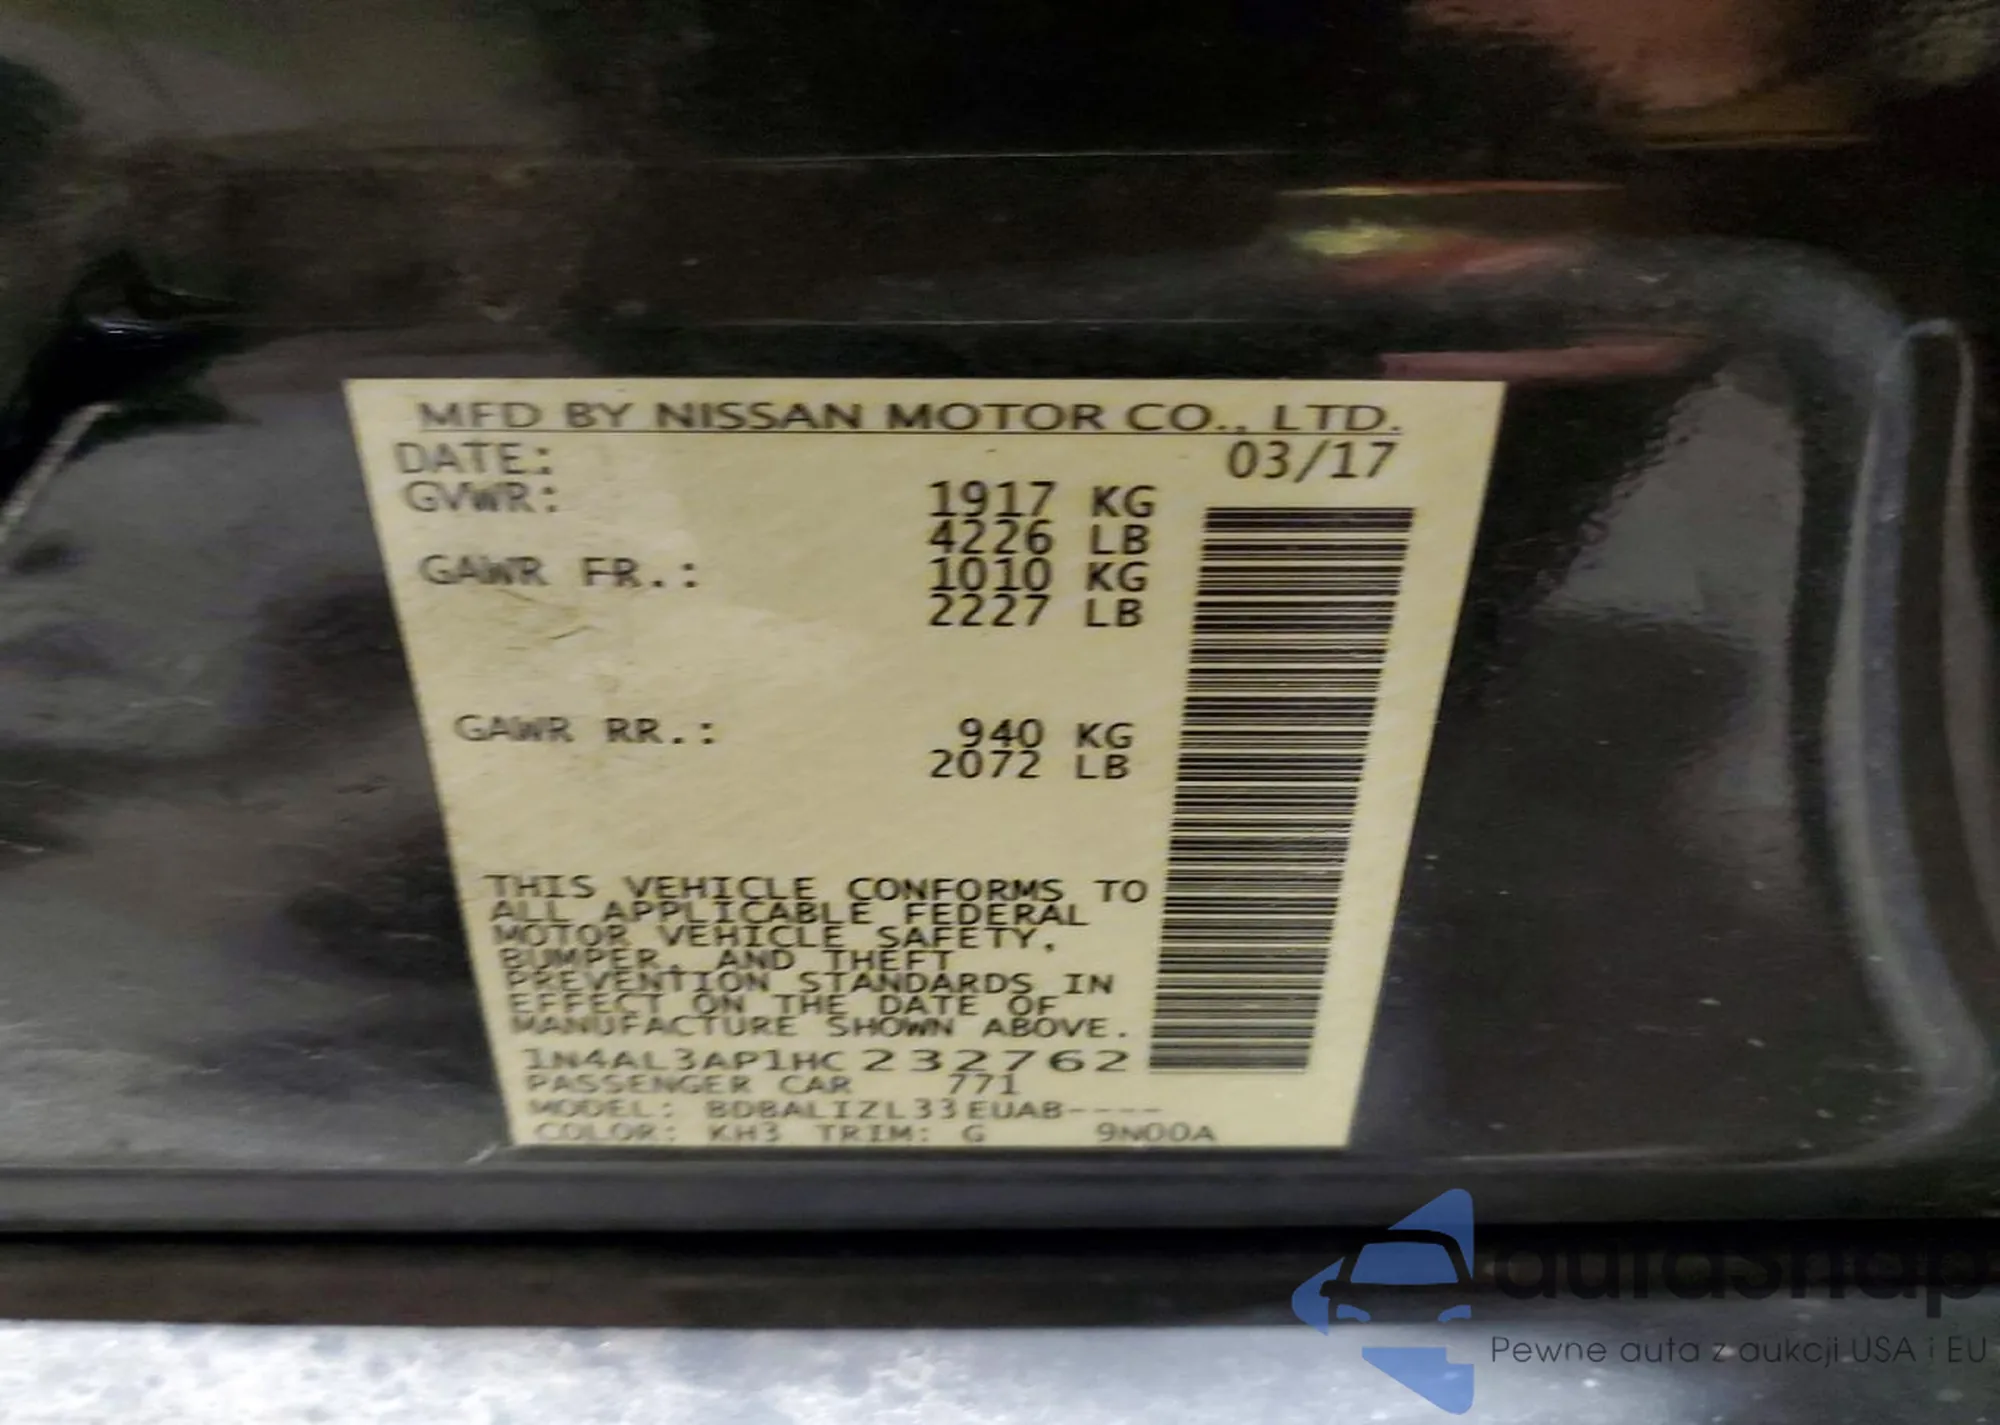 MFD BY NISSAN MOTOR CO., LTD.
DATE: 03/17
GVWR: 1917 KG
4226 LB
GAWR FR.: 1010 KG
2227 LB
GAWR RR.: 940 KG
2072 LB
THIS VEHICLE CONFORMS TO
ALL APPLICABLE FEDERAL
MOTOR VEHICLE SAFETY,
BUMPER, AND THEFT
PREVENTION STANDARDS IN
EFFECT ON THE DATE OF
MANUFACTURE SHOWN ABOVE.
1N4AL3AP1HC232762
PASSENGER CAR 771
MODEL: BDBALIZL33EUAB----
COLOR: KH3 TRIM: G 9N00A
aurasnap
Pewne auta z aukcji USA i EU